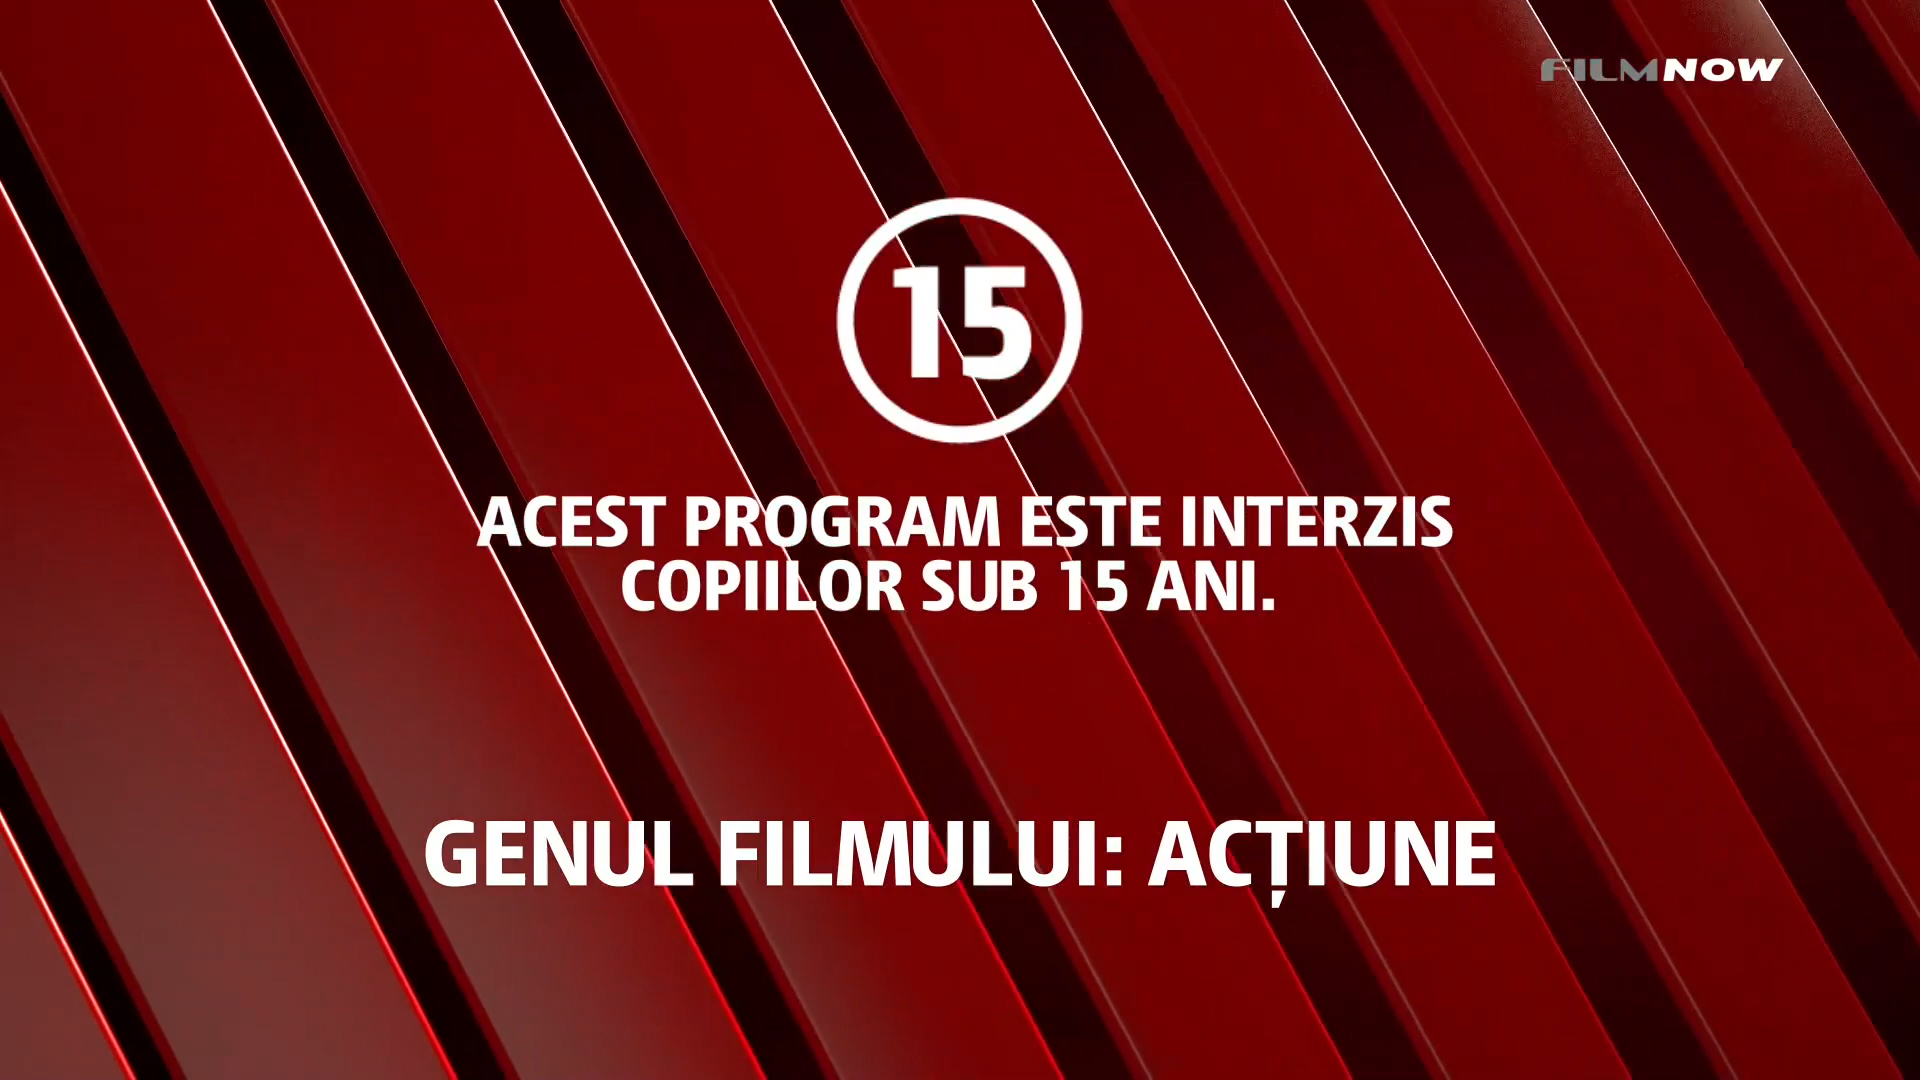 FILMNOW
15
ACEST PROGRAM ESTE INTERZIS
COPIILOR SUB 15 ANI.
GENUL FILMULUI: ACȚIUNE